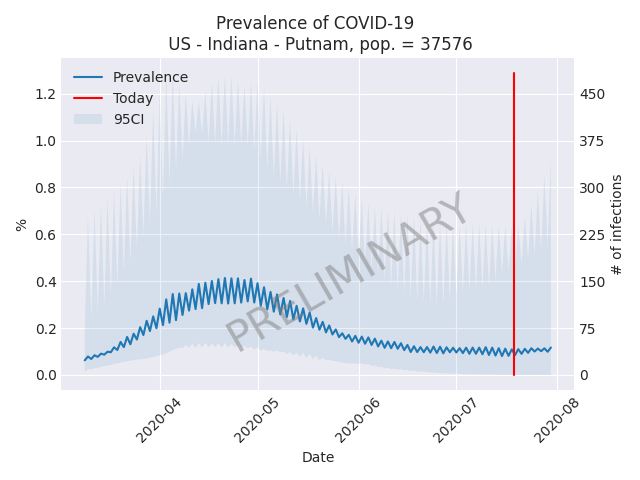 Prevalence of COVID-19
US - Indiana - Putnam, pop. = 37576
Prevalence
Today
95CI
PRELIMINARY
%
1.2
1.0
0.8
0.6
0.4
0.2
0.0
450
375
300
225
150
75
0
# of infections
2020-04
2020-05
2020-06
2020-07
2020-08
Date